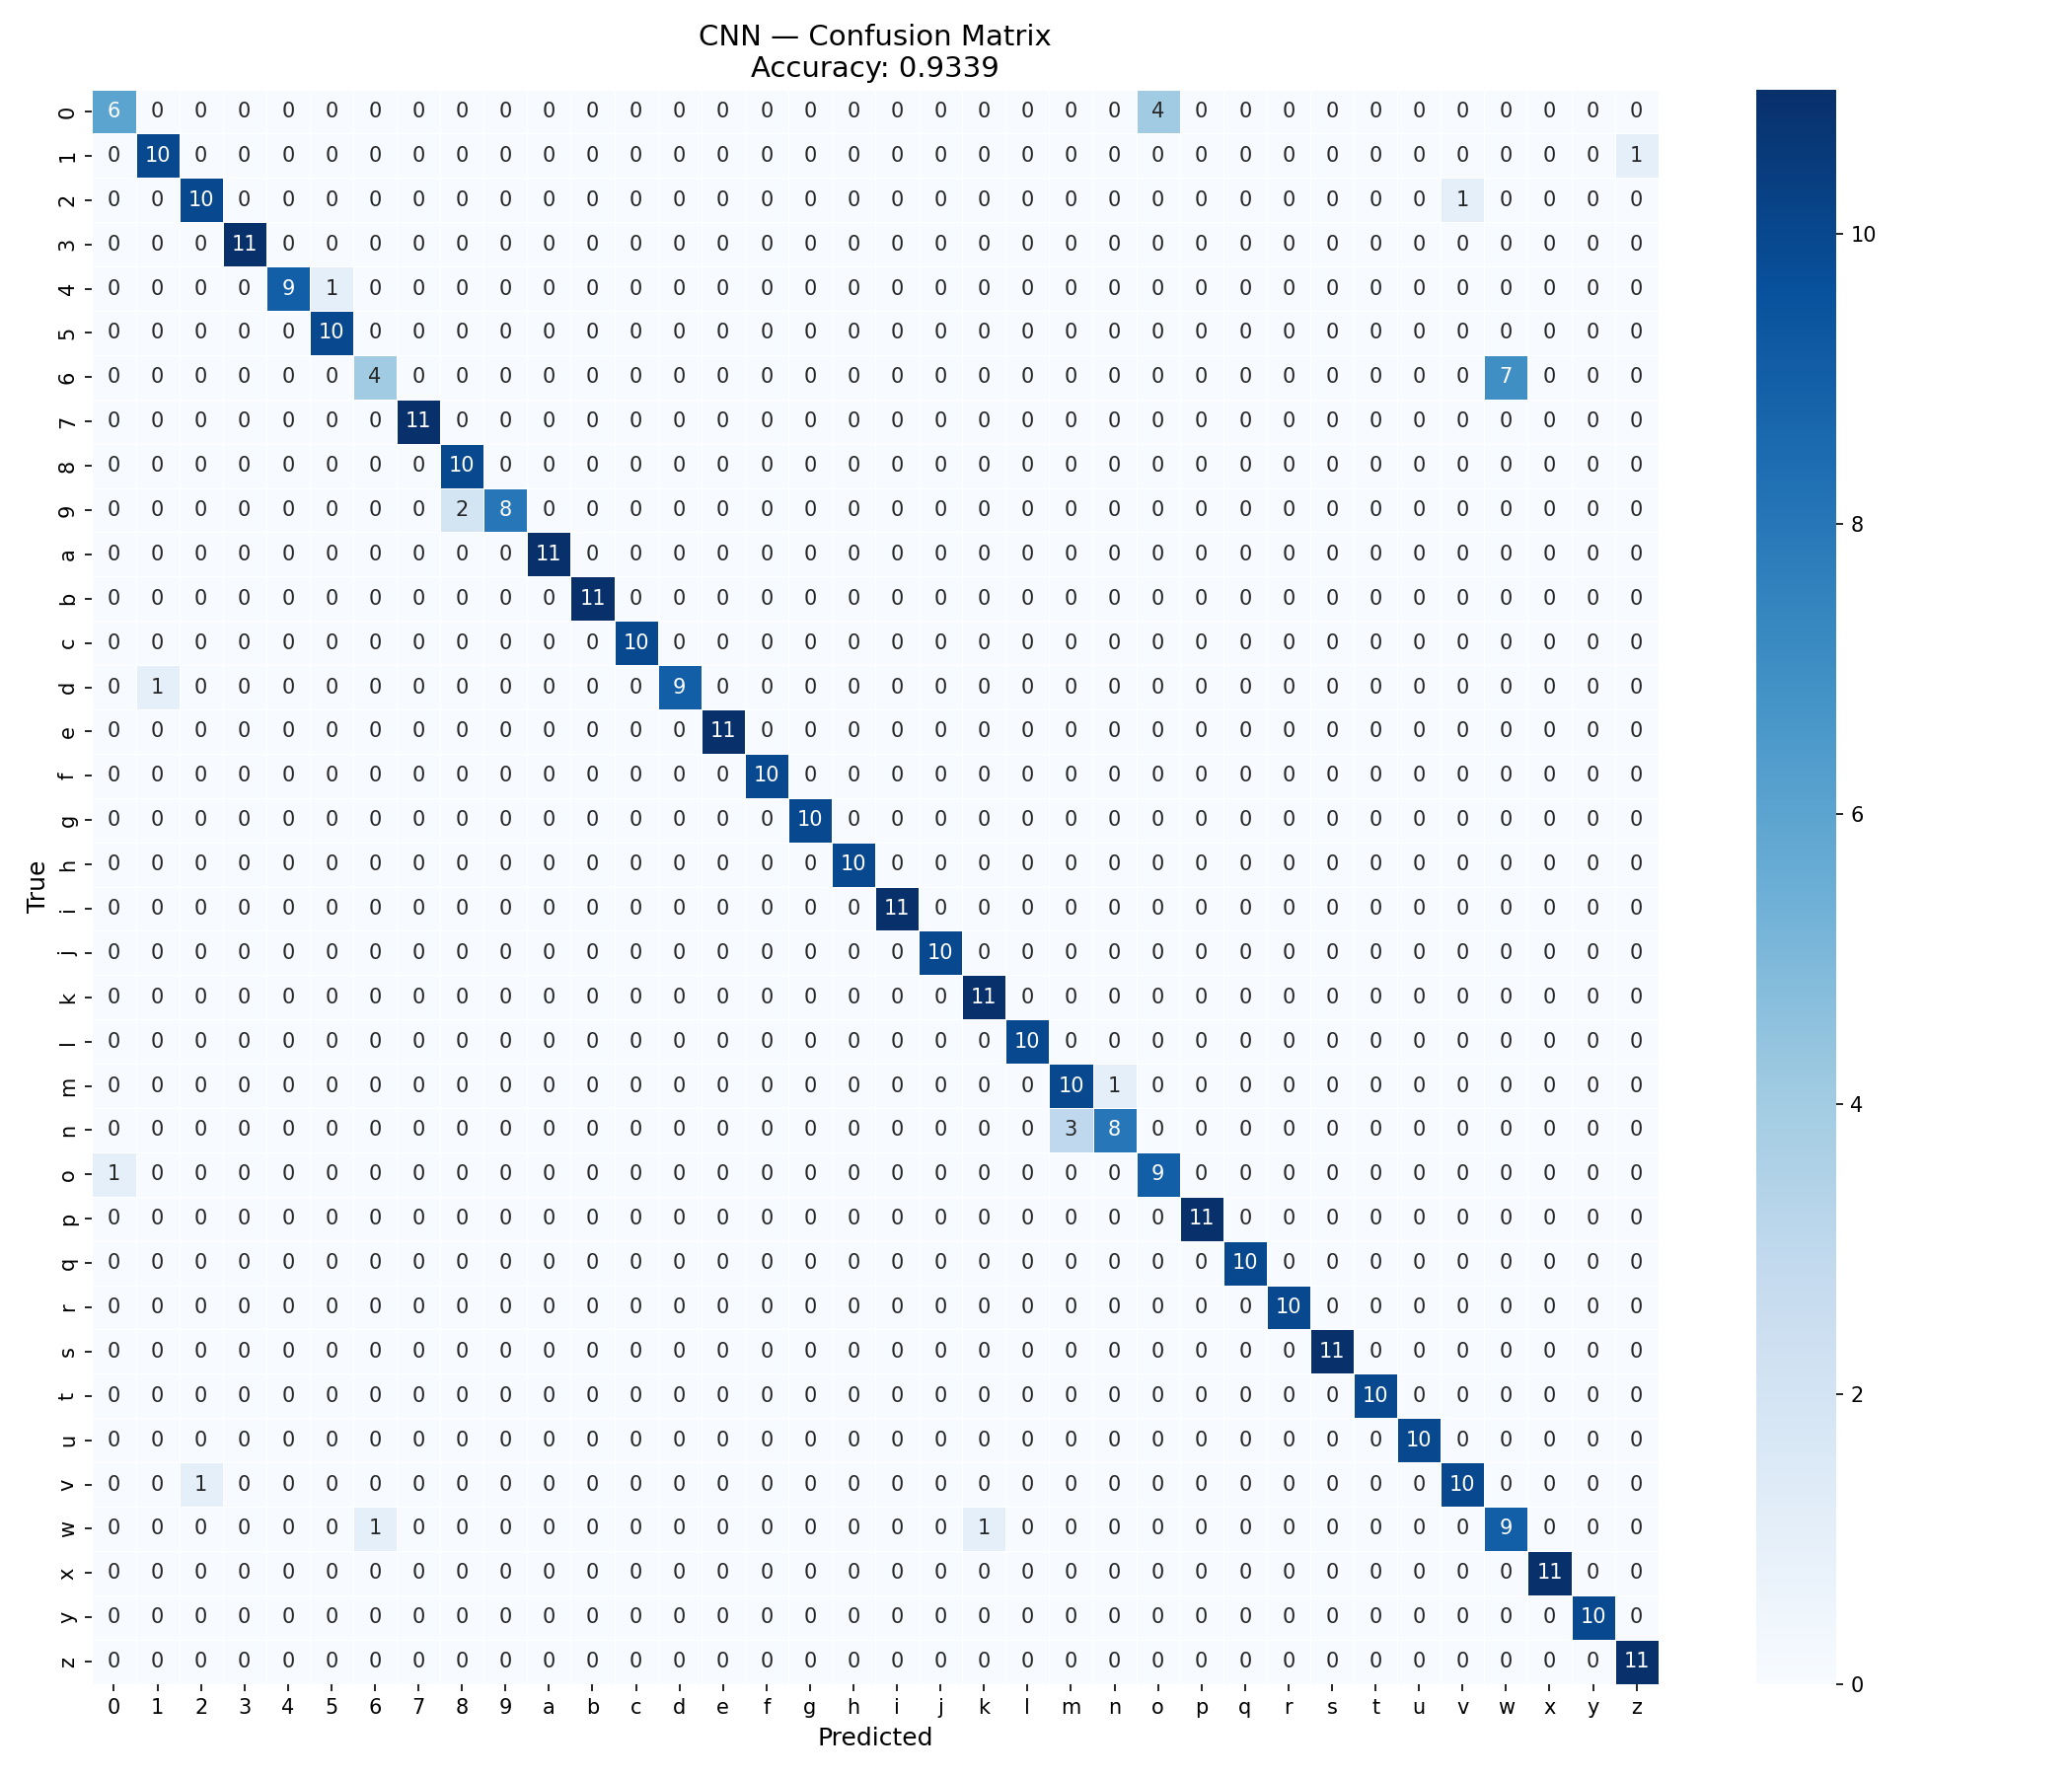 CNN — Confusion Matrix
Accuracy: 0.9339
0 6 0 0 0 0 0 0 0 0 0 0 0 0 0 0 0 0 0 0 0 0 0 0 0 4 0 0 0 0 0 0 0 0 0 0 0
1 0 10 0 0 0 0 0 0 0 0 0 0 0 0 0 0 0 0 0 0 0 0 0 0 0 0 0 0 0 0 0 0 0 0 0 0 1
2 0 0 10 0 0 0 0 0 0 0 0 0 0 0 0 0 0 0 0 0 0 0 0 0 0 0 0 0 0 0 0 0 1 0 0 0 0
3 0 0 0 11 0 0 0 0 0 0 0 0 0 0 0 0 0 0 0 0 0 0 0 0 0 0 0 0 0 0 0 0 0 0 0 0 0
4 0 0 0 0 9 1 0 0 0 0 0 0 0 0 0 0 0 0 0 0 0 0 0 0 0 0 0 0 0 0 0 0 0 0 0 0 0
5 0 0 0 0 0 10 0 0 0 0 0 0 0 0 0 0 0 0 0 0 0 0 0 0 0 0 0 0 0 0 0 0 0 0 0 0 0
6 0 0 0 0 0 0 4 0 0 0 0 0 0 0 0 0 0 0 0 0 0 0 0 0 0 0 0 0 0 0 0 0 0 7 0 0 0
7 0 0 0 0 0 0 0 11 0 0 0 0 0 0 0 0 0 0 0 0 0 0 0 0 0 0 0 0 0 0 0 0 0 0 0 0 0
8 0 0 0 0 0 0 0 0 10 0 0 0 0 0 0 0 0 0 0 0 0 0 0 0 0 0 0 0 0 0 0 0 0 0 0 0 0
9 0 0 0 0 0 0 0 0 2 8 0 0 0 0 0 0 0 0 0 0 0 0 0 0 0 0 0 0 0 0 0 0 0 0 0 0 0
a 0 0 0 0 0 0 0 0 0 0 11 0 0 0 0 0 0 0 0 0 0 0 0 0 0 0 0 0 0 0 0 0 0 0 0 0 0
b 0 0 0 0 0 0 0 0 0 0 0 11 0 0 0 0 0 0 0 0 0 0 0 0 0 0 0 0 0 0 0 0 0 0 0 0 0
c 0 0 0 0 0 0 0 0 0 0 0 0 10 0 0 0 0 0 0 0 0 0 0 0 0 0 0 0 0 0 0 0 0 0 0 0 0
d 0 1 0 0 0 0 0 0 0 0 0 0 0 9 0 0 0 0 0 0 0 0 0 0 0 0 0 0 0 0 0 0 0 0 0 0 0
e 0 0 0 0 0 0 0 0 0 0 0 0 0 0 11 0 0 0 0 0 0 0 0 0 0 0 0 0 0 0 0 0 0 0 0 0 0
f 0 0 0 0 0 0 0 0 0 0 0 0 0 0 0 10 0 0 0 0 0 0 0 0 0 0 0 0 0 0 0 0 0 0 0 0 0
g 0 0 0 0 0 0 0 0 0 0 0 0 0 0 0 0 10 0 0 0 0 0 0 0 0 0 0 0 0 0 0 0 0 0 0 0 0
h 0 0 0 0 0 0 0 0 0 0 0 0 0 0 0 0 0 10 0 0 0 0 0 0 0 0 0 0 0 0 0 0 0 0 0 0 0
i 0 0 0 0 0 0 0 0 0 0 0 0 0 0 0 0 0 0 11 0 0 0 0 0 0 0 0 0 0 0 0 0 0 0 0 0 0
j 0 0 0 0 0 0 0 0 0 0 0 0 0 0 0 0 0 0 0 10 0 0 0 0 0 0 0 0 0 0 0 0 0 0 0 0 0
k 0 0 0 0 0 0 0 0 0 0 0 0 0 0 0 0 0 0 0 0 11 0 0 0 0 0 0 0 0 0 0 0 0 0 0 0 0
l 0 0 0 0 0 0 0 0 0 0 0 0 0 0 0 0 0 0 0 0 0 10 0 0 0 0 0 0 0 0 0 0 0 0 0 0 0
m 0 0 0 0 0 0 0 0 0 0 0 0 0 0 0 0 0 0 0 0 0 0 10 1 0 0 0 0 0 0 0 0 0 0 0 0
n 0 0 0 0 0 0 0 0 0 0 0 0 0 0 0 0 0 0 0 0 0 0 3 8 0 0 0 0 0 0 0 0 0 0 0 0
o 1 0 0 0 0 0 0 0 0 0 0 0 0 0 0 0 0 0 0 0 0 0 0 0 9 0 0 0 0 0 0 0 0 0 0 0
p 0 0 0 0 0 0 0 0 0 0 0 0 0 0 0 0 0 0 0 0 0 0 0 0 0 11 0 0 0 0 0 0 0 0 0 0
q 0 0 0 0 0 0 0 0 0 0 0 0 0 0 0 0 0 0 0 0 0 0 0 0 0 0 10 0 0 0 0 0 0 0 0 0
r 0 0 0 0 0 0 0 0 0 0 0 0 0 0 0 0 0 0 0 0 0 0 0 0 0 0 0 10 0 0 0 0 0 0 0 0
s 0 0 0 0 0 0 0 0 0 0 0 0 0 0 0 0 0 0 0 0 0 0 0 0 0 0 0 0 11 0 0 0 0 0 0 0
t 0 0 0 0 0 0 0 0 0 0 0 0 0 0 0 0 0 0 0 0 0 0 0 0 0 0 0 0 0 10 0 0 0 0 0 0
u 0 0 0 0 0 0 0 0 0 0 0 0 0 0 0 0 0 0 0 0 0 0 0 0 0 0 0 0 0 0 10 0 0 0 0 0
v 0 0 1 0 0 0 0 0 0 0 0 0 0 0 0 0 0 0 0 0 0 0 0 0 0 0 0 0 0 0 0 10 0 0 0 0
w 0 0 0 0 0 0 1 0 0 0 0 0 0 0 0 0 0 0 0 0 1 0 0 0 0 0 0 0 0 0 0 0 9 0 0 0
x 0 0 0 0 0 0 0 0 0 0 0 0 0 0 0 0 0 0 0 0 0 0 0 0 0 0 0 0 0 0 0 0 0 11 0 0
y 0 0 0 0 0 0 0 0 0 0 0 0 0 0 0 0 0 0 0 0 0 0 0 0 0 0 0 0 0 0 0 0 0 0 10 0
z 0 0 0 0 0 0 0 0 0 0 0 0 0 0 0 0 0 0 0 0 0 0 0 0 0 0 0 0 0 0 0 0 0 0 0 11
0 1 2 3 4 5 6 7 8 9 a b c d e f g h i j k l m n o p q r s t u v w x y z
Predicted
True
10
8
6
4
2
0